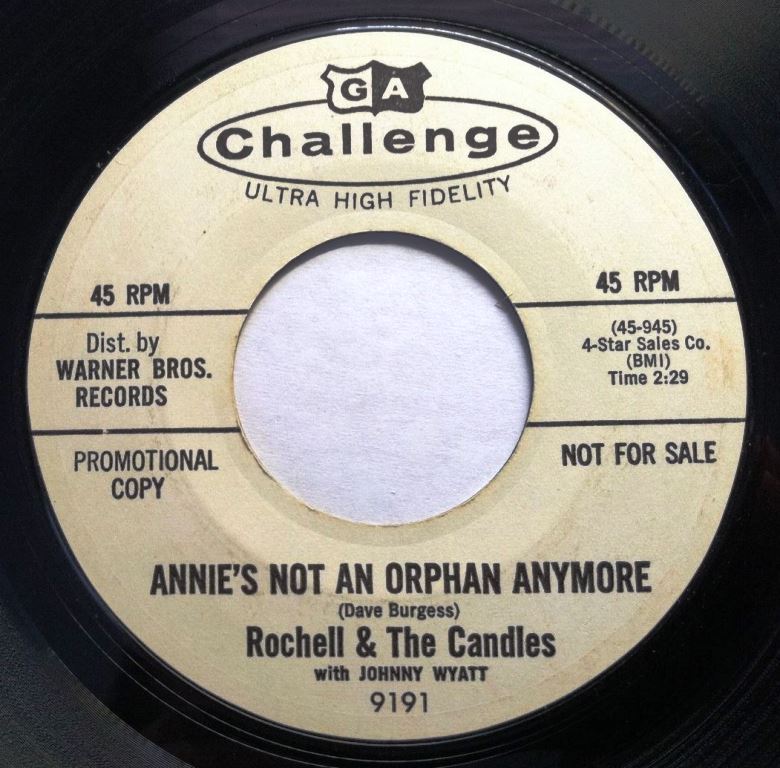 GA
Challenge
ULTRA HIGH FIDELITY
45 RPM
45 RPM
Dist. by
WARNER BROS.
RECORDS
(45-945)
4-Star Sales Co.
(BMI)
Time 2:29
PROMOTIONAL
COPY
NOT FOR SALE
ANNIE'S NOT AN ORPHAN ANYMORE
(Dave Burgess)
Rochell & The Candles
with JOHNNY WYATT
9191